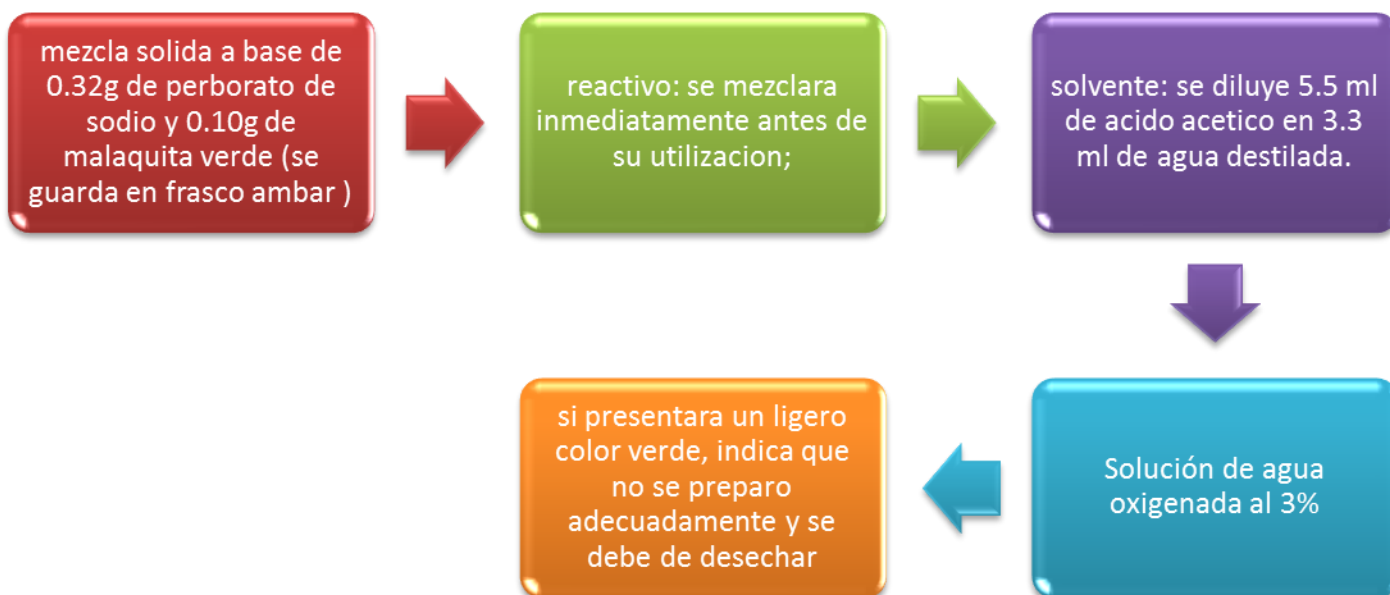 mezcla solida a base de
0.32g de perborato de
sodio y 0.10g de
malaquita verde (se
guarda en frasco ambar )
reactivo: se mezclara
inmediatamente antes de
su utilizacion;
solvente: se diluye 5.5 ml
de acido acetico en 3.3
ml de agua destilada.
Solución de agua
oxigenada al 3%
si presentara un ligero
color verde, indica que
no se preparo
adecuadamente y se
debe de desechar